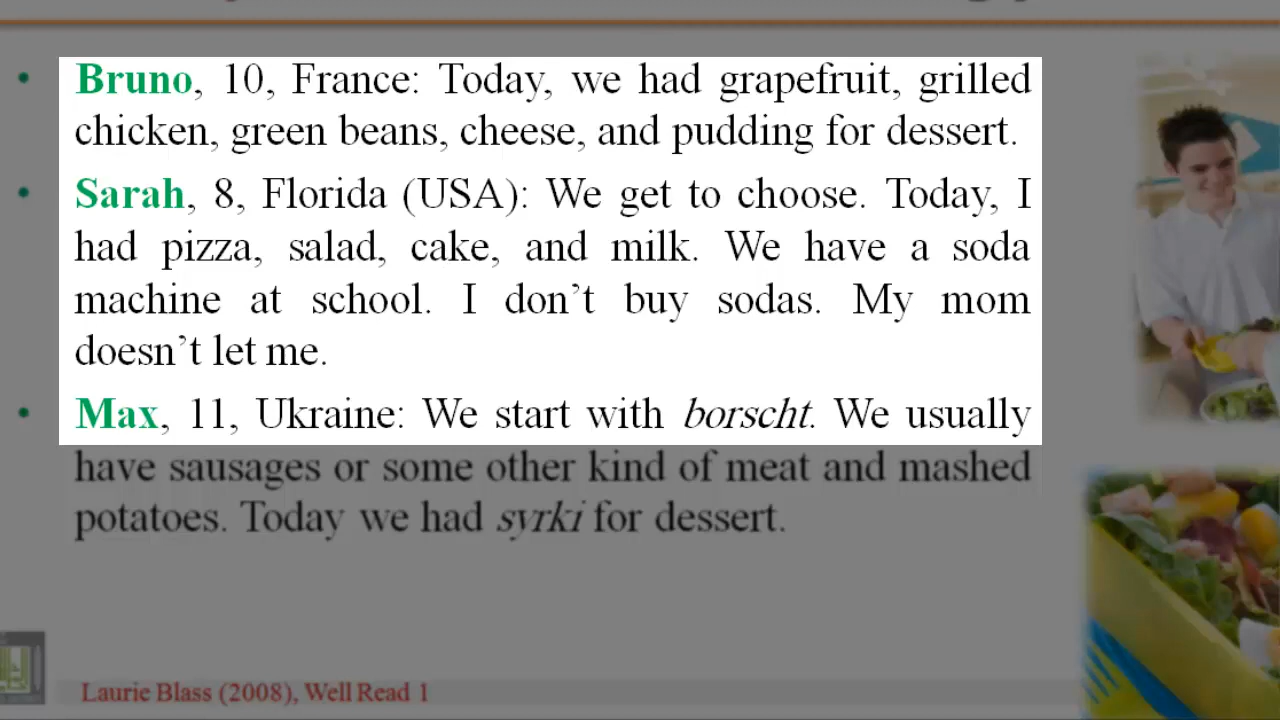 Bruno, 10, France: Today, we had grapefruit, grilled
chicken, green beans, cheese, and pudding for dessert.
Sarah, 8, Florida (USA): We get to choose. Today, I
had pizza, salad, cake, and milk. We have a soda
machine at school. I don’t buy sodas. My mom
doesn’t let me.
Max, 11, Ukraine: We start with borscht. We usually
have sausages or some other kind of meat and mashed
potatoes. Today we had syrki for dessert.
Laurie Blass (2008), Well Read 1